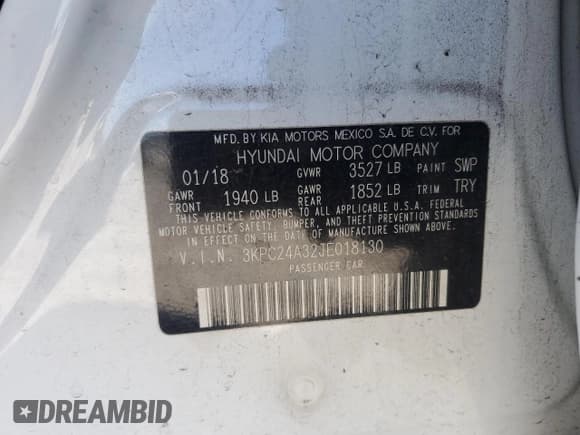 MFD. BY KIA MOTORS MEXICO S.A. DE C.V. FOR
HYUNDAI MOTOR COMPANY
01/18 GVWR 3527 LB PAINT SWP
GAWR FRONT 1940 LB GAWR REAR 1852 LB TRIM TRY
THIS VEHICLE CONFORMS TO ALL APPLICABLE U.S.A. FEDERAL
MOTOR VEHICLE SAFETY, BUMPER, AND THEFT PREVENTION STANDARDS
IN EFFECT ON THE DATE OF MANUFACTURE SHOWN ABOVE.
V.I.N. 3KPC24A32JE018130
PASSENGER CAR
DREAMBID